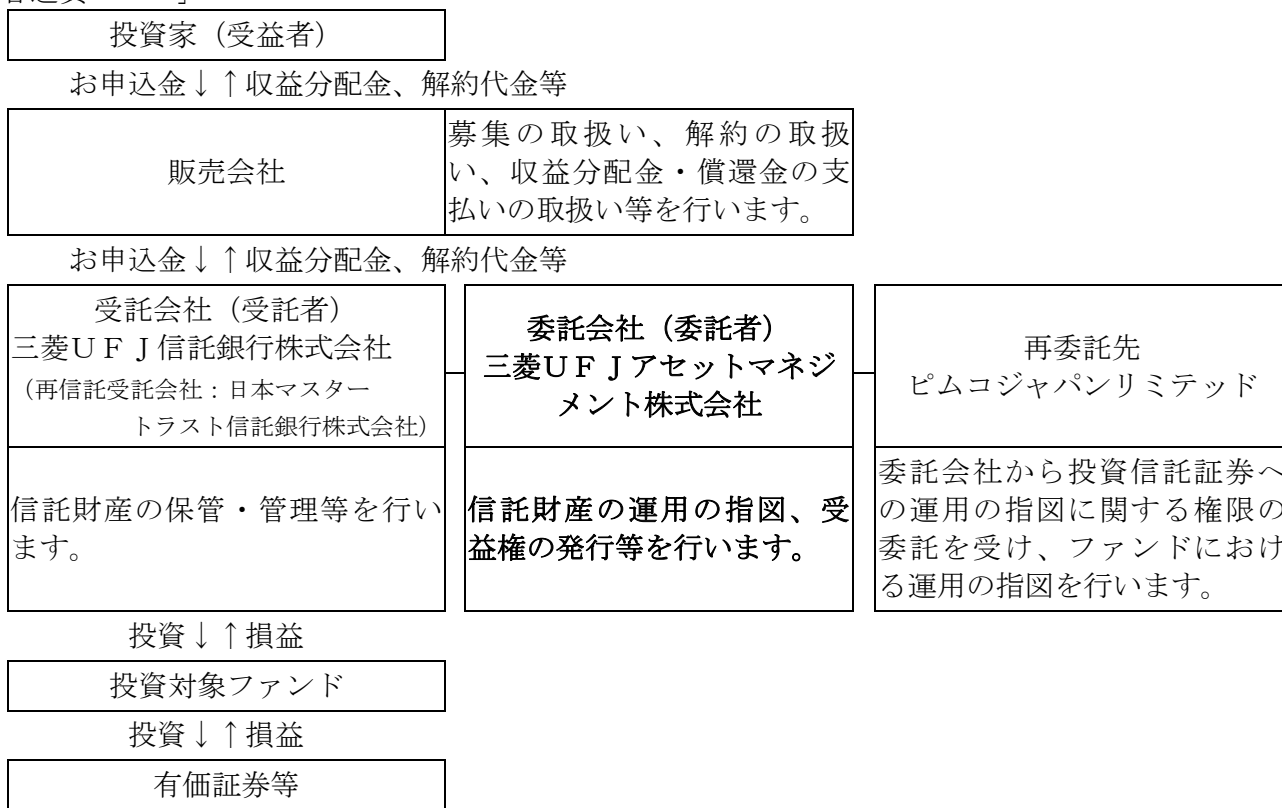 投資家（受益者）
お申込金↓↑収益分配金、解約代金等
販売会社
募集の取扱い、解約の取扱
い、収益分配金・償還金の支
払いの取扱い等を行います。
お申込金↓↑収益分配金、解約代金等
受託会社（受託者）
三菱ＵＦＪ信託銀行株式会社
（再信託受託会社：日本マスター
トラスト信託銀行株式会社）
委託会社（委託者）
三菱ＵＦＪアセットマネジ
メント株式会社
再委託先
ピムコジャパンリミテッド
信託財産の保管・管理等を行い
ます。
信託財産の運用の指図、受
益権の発行等を行います。
委託会社から投資信託証券へ
の運用の指図に関する権限の
委託を受け、ファンドにおけ
る運用の指図を行います。
投資↓↑損益
投資対象ファンド
投資↓↑損益
有価証券等